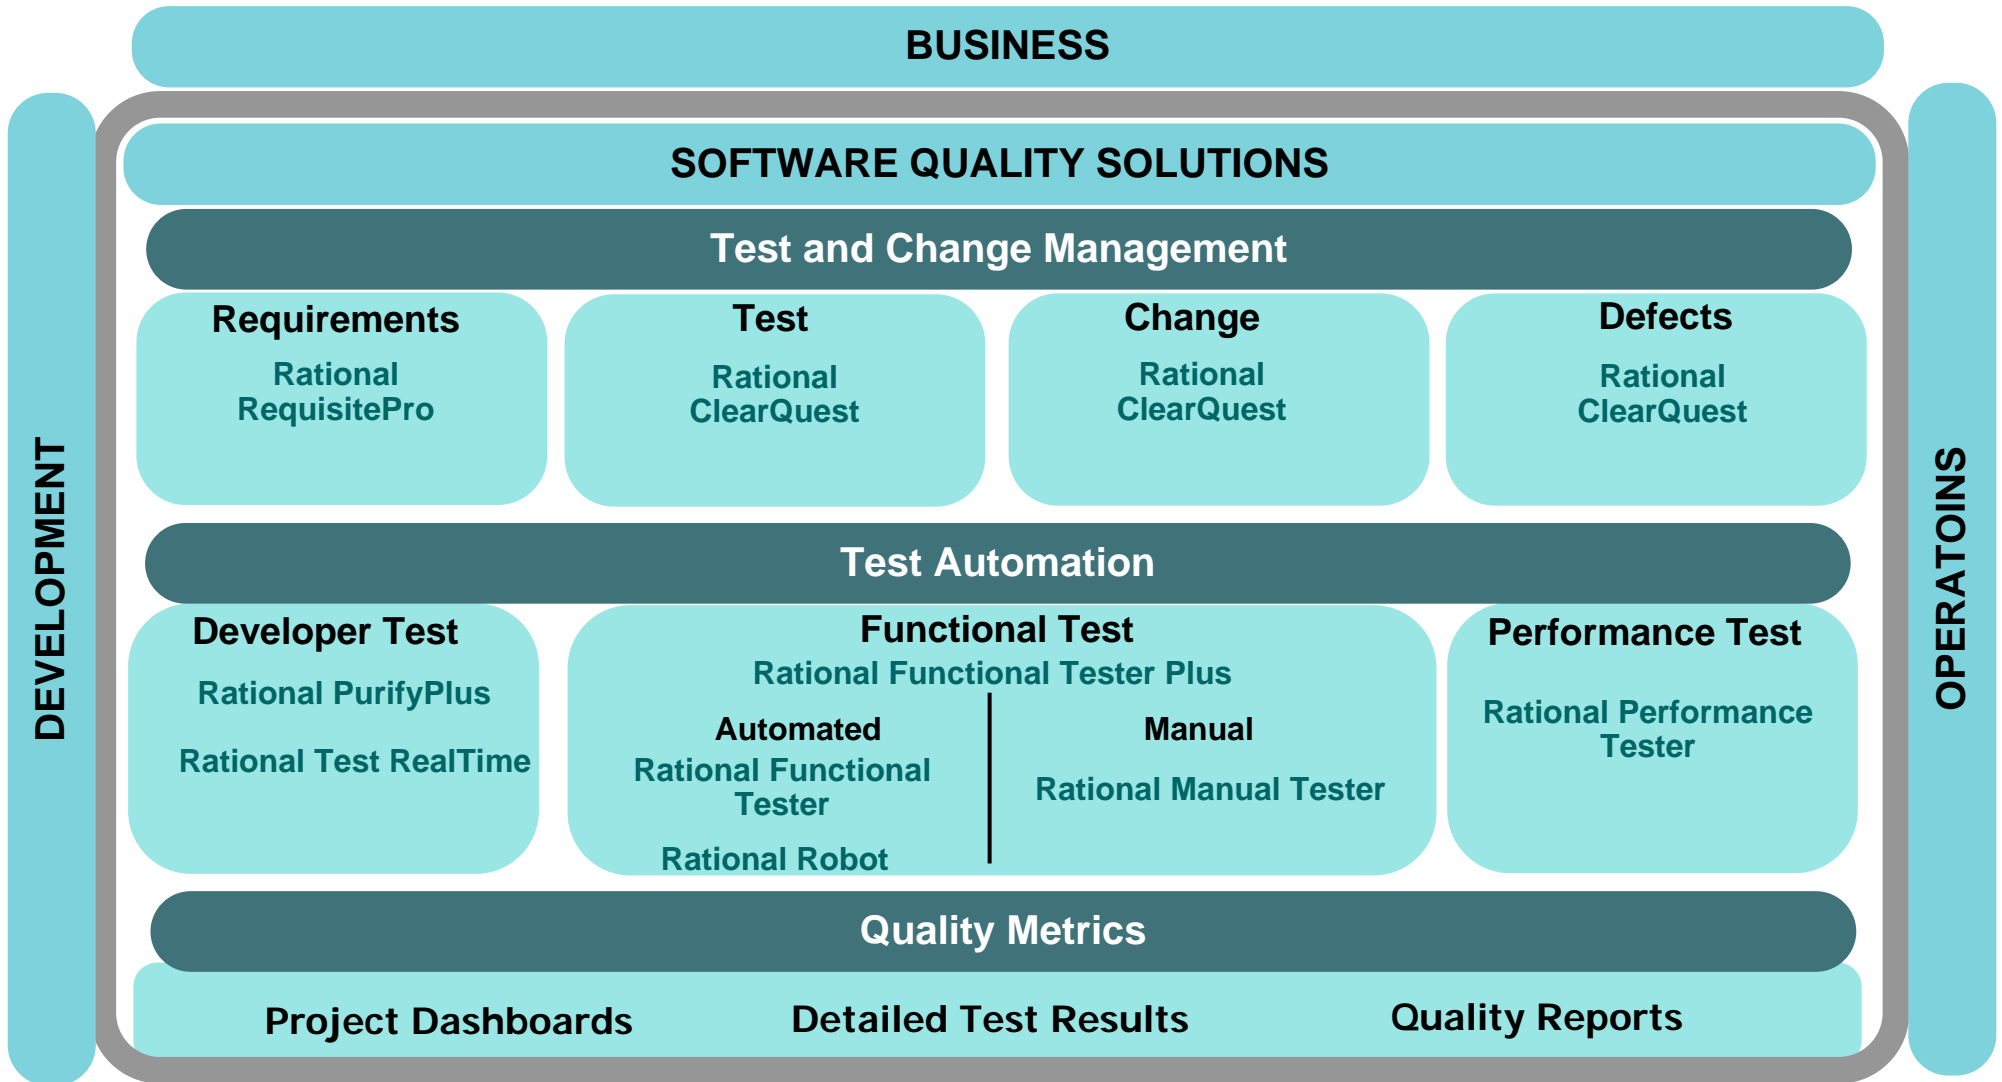 BUSINESS
DEVELOPMENT
SOFTWARE QUALITY SOLUTIONS
Test and Change Management
Requirements
Rational
RequisitePro
Test
Rational
ClearQuest
Change
Rational
ClearQuest
Defects
Rational
ClearQuest
Test Automation
Developer Test
Rational PurifyPlus
Rational Test RealTime
Functional Test
Rational Functional Tester Plus
Automated
Rational Functional
Tester
Rational Robot
Manual
Rational Manual Tester
Performance Test
Rational Performance
Tester
Quality Metrics
Project Dashboards
Detailed Test Results
Quality Reports
OPERATOINS